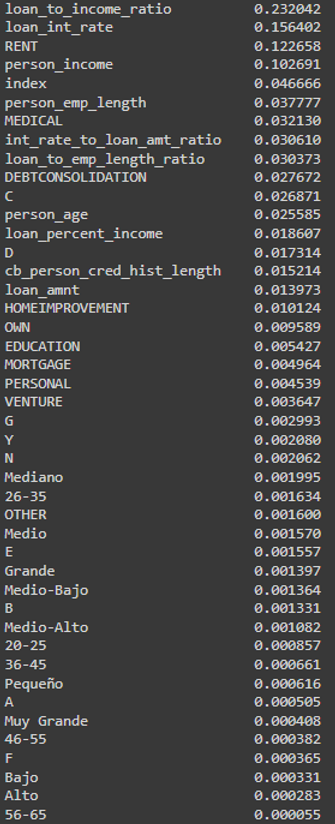 loan_to_income_ratio 0.232042
loan_int_rate 0.156402
RENT 0.122658
person_income 0.102691
index 0.046666
person_emp_length 0.037777
MEDICAL 0.032130
int_rate_to_loan_amt_ratio 0.030610
loan_to_emp_length_ratio 0.030373
DEBTCONSOLIDATION 0.027672
C 0.026871
person_age 0.025585
loan_percent_income 0.018607
D 0.017314
cb_person_cred_hist_length 0.015214
loan_amnt 0.013973
HOMEIMPROVEMENT 0.010124
OWN 0.009589
EDUCATION 0.005427
MORTGAGE 0.004964
PERSONAL 0.004539
VENTURE 0.003647
G 0.002993
Y 0.002080
N 0.002062
Mediano 0.001995
26-35 0.001634
OTHER 0.001600
Medio 0.001570
E 0.001557
Grande 0.001397
Medio-Bajo 0.001364
B 0.001331
Medio-Alto 0.001082
20-25 0.000857
36-45 0.000661
Pequeño 0.000616
A 0.000505
Muy Grande 0.000408
46-55 0.000382
F 0.000365
Bajo 0.000331
Alto 0.000283
56-65 0.000055